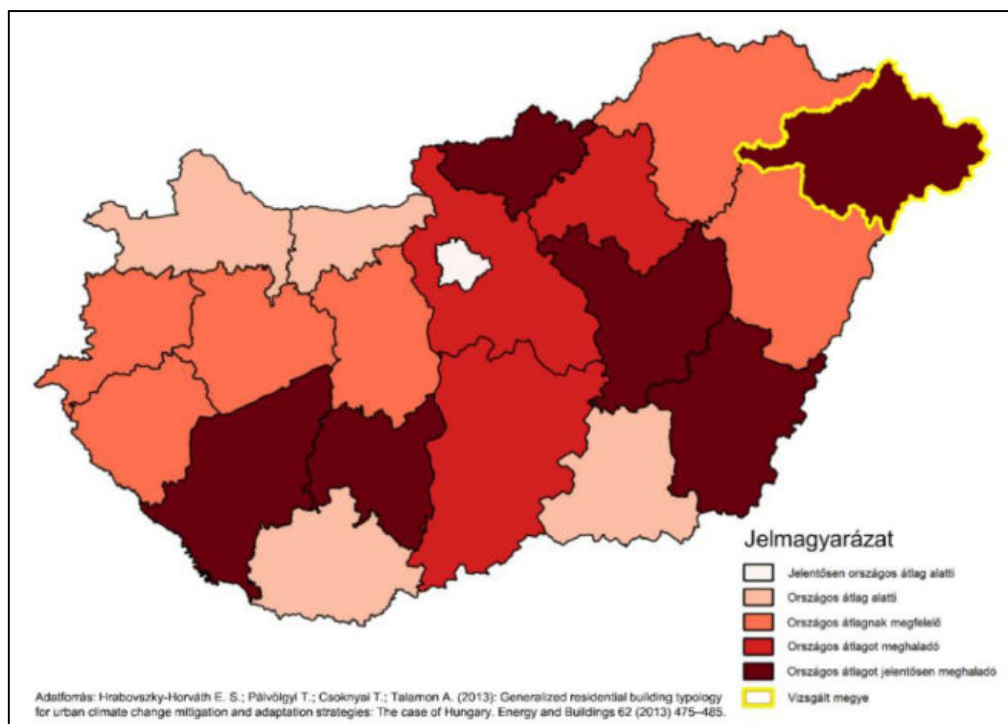 Jelmagyarázat
Jelentősen országos átlag alatti
Országos átlag alatti
Országos átlagnak megfelelő
Országos átlagot meghaladó
Országos átlagot jelentősen meghaladó
Vizsgált megye
Adatforrás: Hrabovszky-Horváth E. S.; Pálvölgyi T.; Csoknyai T.; Talamon A. (2013): Generalized residential building typology
for urban climate change mitigation and adaptation strategies: The case of Hungary. Energy and Buildings 62 (2013) 475–485.